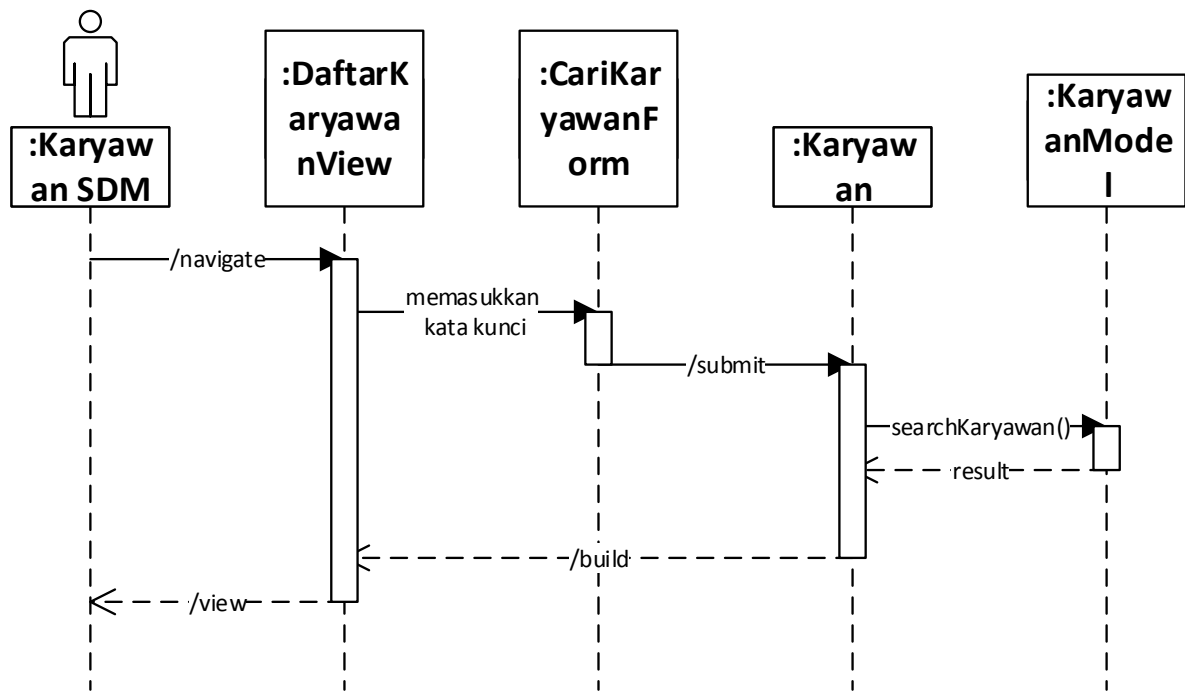 :DaftarK
aryawa
nView
:CariKar
yawanF
orm
:Karyaw
anMode
l
:Karyaw
an SDM
:Karyaw
an
/navigate
memasukkan
kata kunci
/submit
searchKaryawan()
result
/build
/view